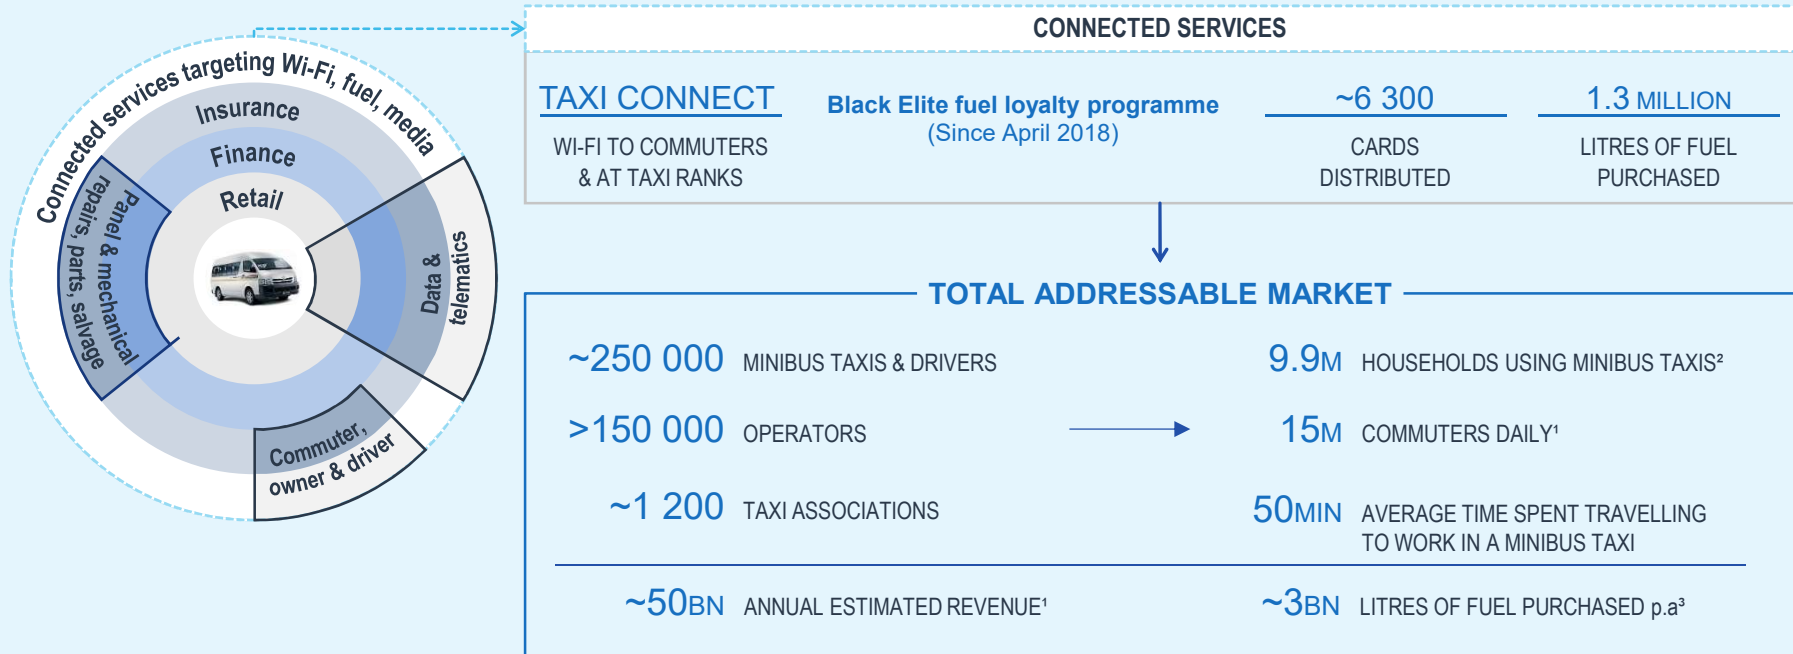 Connected services targeting Wi-Fi, fuel, media
Insurance
Finance
Retail
Panel & mechanical
repairs, parts, salvage
Data &
telematics
Commuter,
owner & driver
CONNECTED SERVICES
TAXI CONNECT
WI-FI TO COMMUTERS
& AT TAXI RANKS
Black Elite fuel loyalty programme
(Since April 2018)
~6 300
CARDS
DISTRIBUTED
1.3 MILLION
LITRES OF FUEL
PURCHASED
TOTAL ADDRESSABLE MARKET
~250 000 MINIBUS TAXIS & DRIVERS
>150 000 OPERATORS
~1 200 TAXI ASSOCIATIONS
9.9M HOUSEHOLDS USING MINIBUS TAXIS²
15M COMMUTERS DAILY¹
50MIN AVERAGE TIME SPENT TRAVELLING
TO WORK IN A MINIBUS TAXI
~50BN ANNUAL ESTIMATED REVENUE¹
~3BN LITRES OF FUEL PURCHASED p.a³